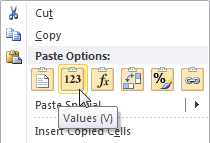 Cut
Copy
Paste Options:
123 fx %
Paste Special
Values (V)
Insert Copied Cells